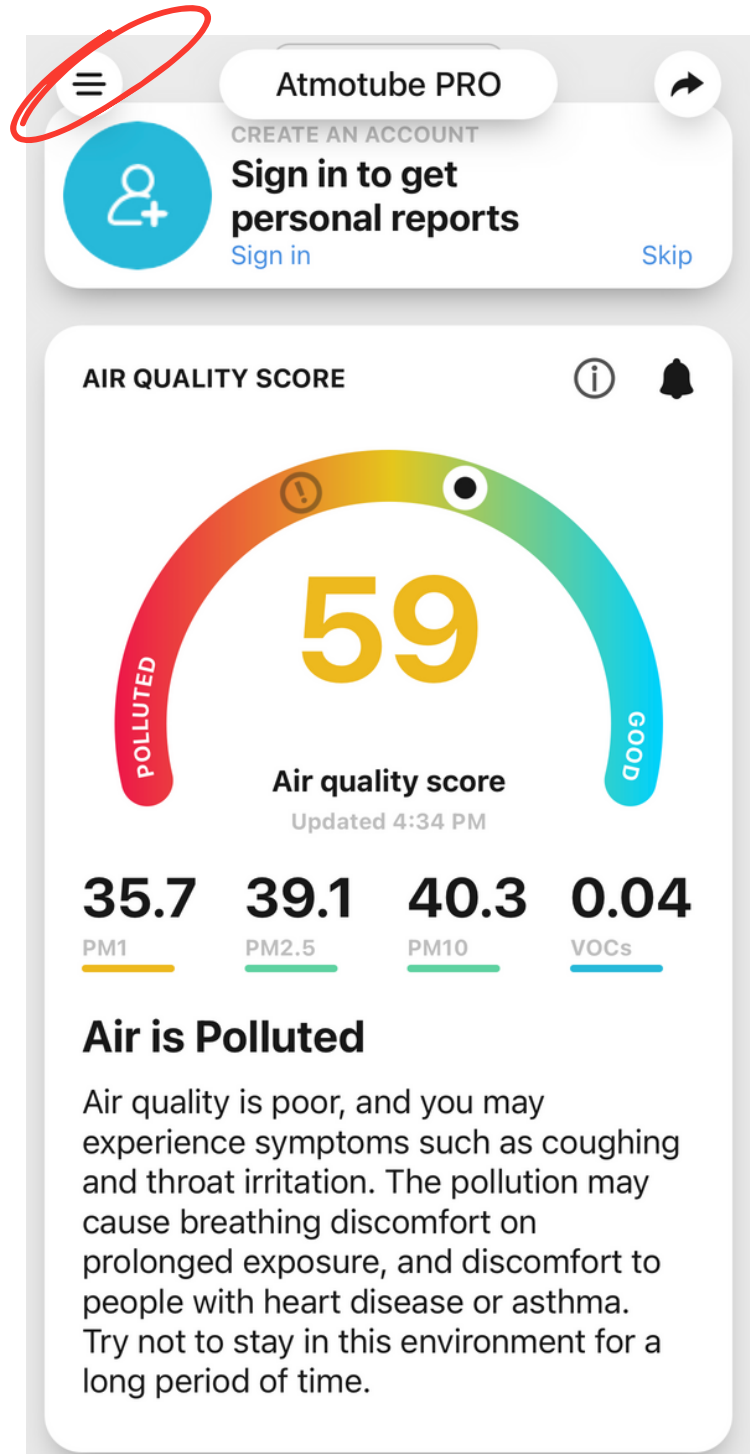 Atmotube PRO
CREATE AN ACCOUNT
Sign in to get
personal reports
Sign in Skip
AIR QUALITY SCORE
59
POLLUTED
GOOD
Air quality score
Updated 4:34 PM
35.7 39.1 40.3 0.04
PM1 PM2.5 PM10 VOCs
Air is Polluted
Air quality is poor, and you may
experience symptoms such as coughing
and throat irritation. The pollution may
cause breathing discomfort on
prolonged exposure, and discomfort to
people with heart disease or asthma.
Try not to stay in this environment for a
long period of time.